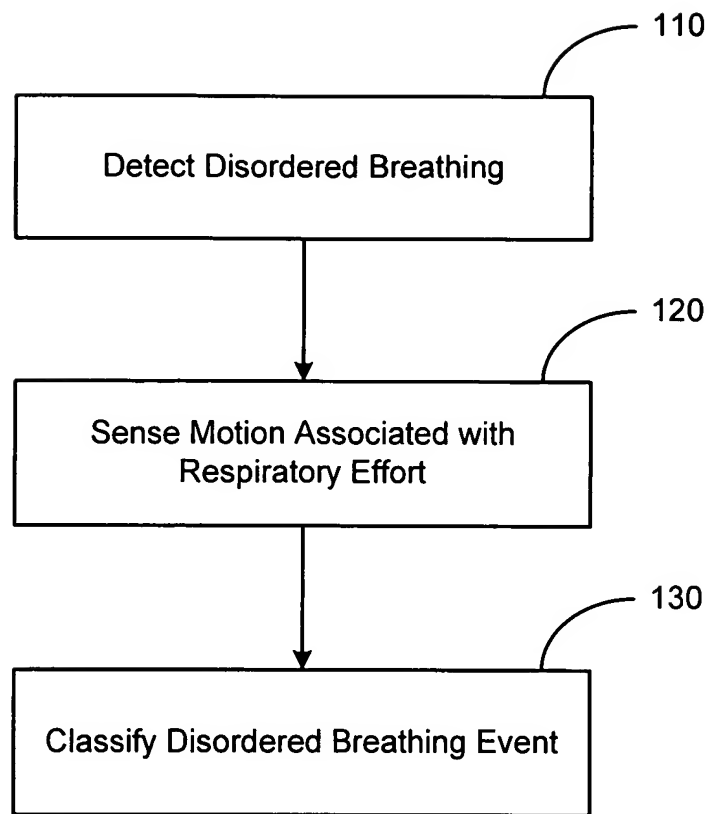 110
Detect Disordered Breathing
120
Sense Motion Associated with
Respiratory Effort
130
Classify Disordered Breathing Event